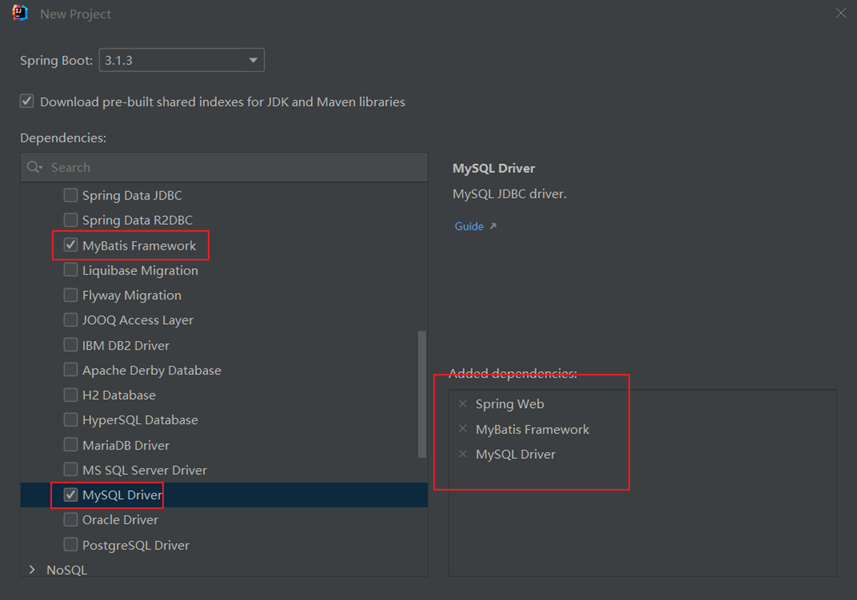 New Project
Spring Boot: 3.1.3
Download pre-built shared indexes for JDK and Maven libraries
Dependencies:
Search
Spring Data JDBC
Spring Data R2DBC
MyBatis Framework
Liquibase Migration
Flyway Migration
JOOQ Access Layer
IBM DB2 Driver
Apache Derby Database
H2 Database
HyperSQL Database
MariaDB Driver
MS SQL Server Driver
MySQL Driver
Oracle Driver
PostgreSQL Driver
NoSQL
MySQL Driver
MySQL JDBC driver.
Guide
Added dependencies:
Spring Web
MyBatis Framework
MySQL Driver